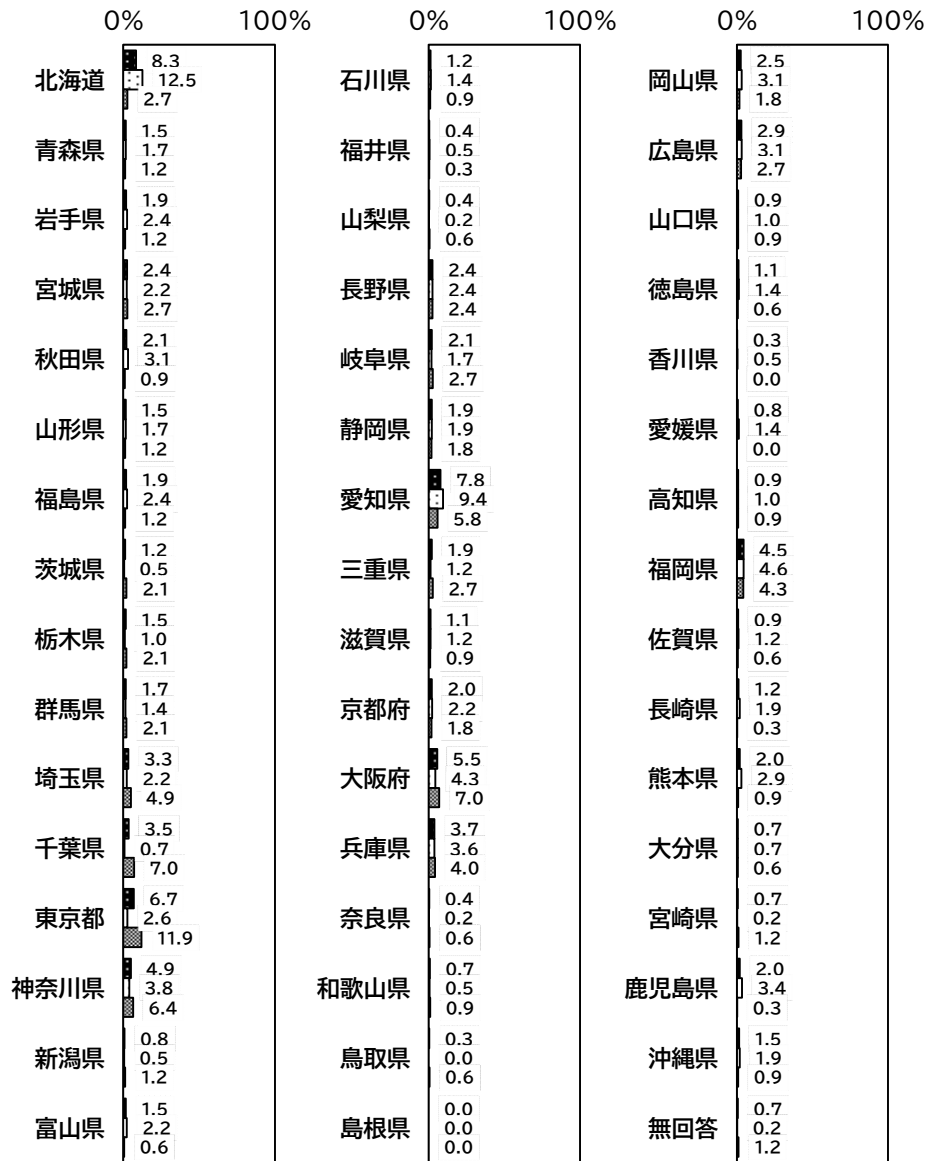 0% 100% 0% 100% 0% 100%
北海道 8.3 12.5 2.7
青森県 1.5 1.7 1.2
岩手県 1.9 2.4 1.2
宮城県 2.4 2.2 2.7
秋田県 2.1 3.1 0.9
山形県 1.5 1.7 1.2
福島県 1.9 2.4 1.2
茨城県 1.2 0.5 2.1
栃木県 1.5 1.0 2.1
群馬県 1.7 1.4 2.1
埼玉県 3.3 2.2 4.9
千葉県 3.5 0.7 7.0
東京都 6.7 2.6 11.9
神奈川県 4.9 3.8 6.4
新潟県 0.8 0.5 1.2
富山県 1.5 2.2 0.6
石川県 1.2 1.4 0.9
福井県 0.4 0.5 0.3
山梨県 0.4 0.2 0.6
長野県 2.4 2.4 2.4
岐阜県 2.1 1.7 2.7
静岡県 1.9 1.9 1.8
愛知県 7.8 9.4 5.8
三重県 1.9 1.2 2.7
滋賀県 1.1 1.2 0.9
京都府 2.0 2.2 1.8
大阪府 5.5 4.3 7.0
兵庫県 3.7 3.6 4.0
奈良県 0.4 0.2 0.6
和歌山県 0.7 0.5 0.9
鳥取県 0.3 0.0 0.6
島根県 0.0 0.0 0.0
岡山県 2.5 3.1 1.8
広島県 2.9 3.1 2.7
山口県 0.9 1.0 0.9
徳島県 1.1 1.4 0.6
香川県 0.3 0.5 0.0
愛媛県 0.8 1.4 0.0
高知県 0.9 1.0 0.9
福岡県 4.5 4.6 4.3
佐賀県 0.9 1.2 0.6
長崎県 1.2 1.9 0.3
熊本県 2.0 2.9 0.9
大分県 0.7 0.7 0.6
宮崎県 0.7 0.2 1.2
鹿児島県 2.0 3.4 0.3
沖縄県 1.5 1.9 0.9
無回答 0.7 0.2 1.2